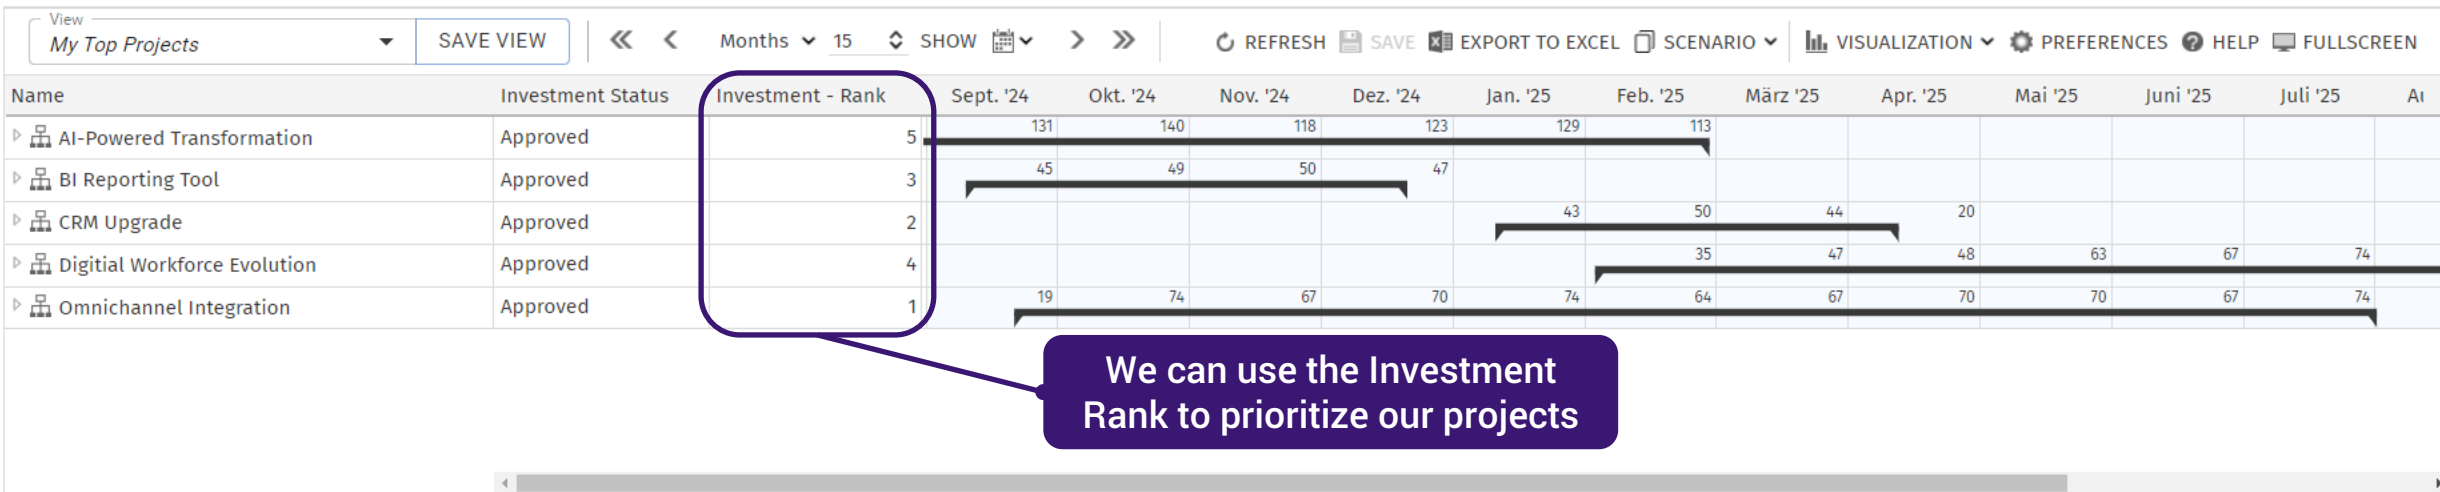 View
My Top Projects SAVE VIEW Months 15 SHOW REFRESH SAVE EXPORT TO EXCEL SCENARIO VISUALIZATION PREFERENCES HELP FULLSCREEN
Name Investment Status Investment - Rank Sept. '24 Okt. '24 Nov. '24 Dez. '24 Jan. '25 Feb. '25 März '25 Apr. '25 Mai '25 Juni '25 Juli '25
AI-Powered Transformation Approved 5 131 140 118 123 129 113
BI Reporting Tool Approved 3 45 49 50 47
CRM Upgrade Approved 2 43 50 44 20
Digitial Workforce Evolution Approved 4 35 47 48 63 67 74
Omnichannel Integration Approved 1 19 74 67 70 74 64 67 70 70 67 74
We can use the Investment
Rank to prioritize our projects